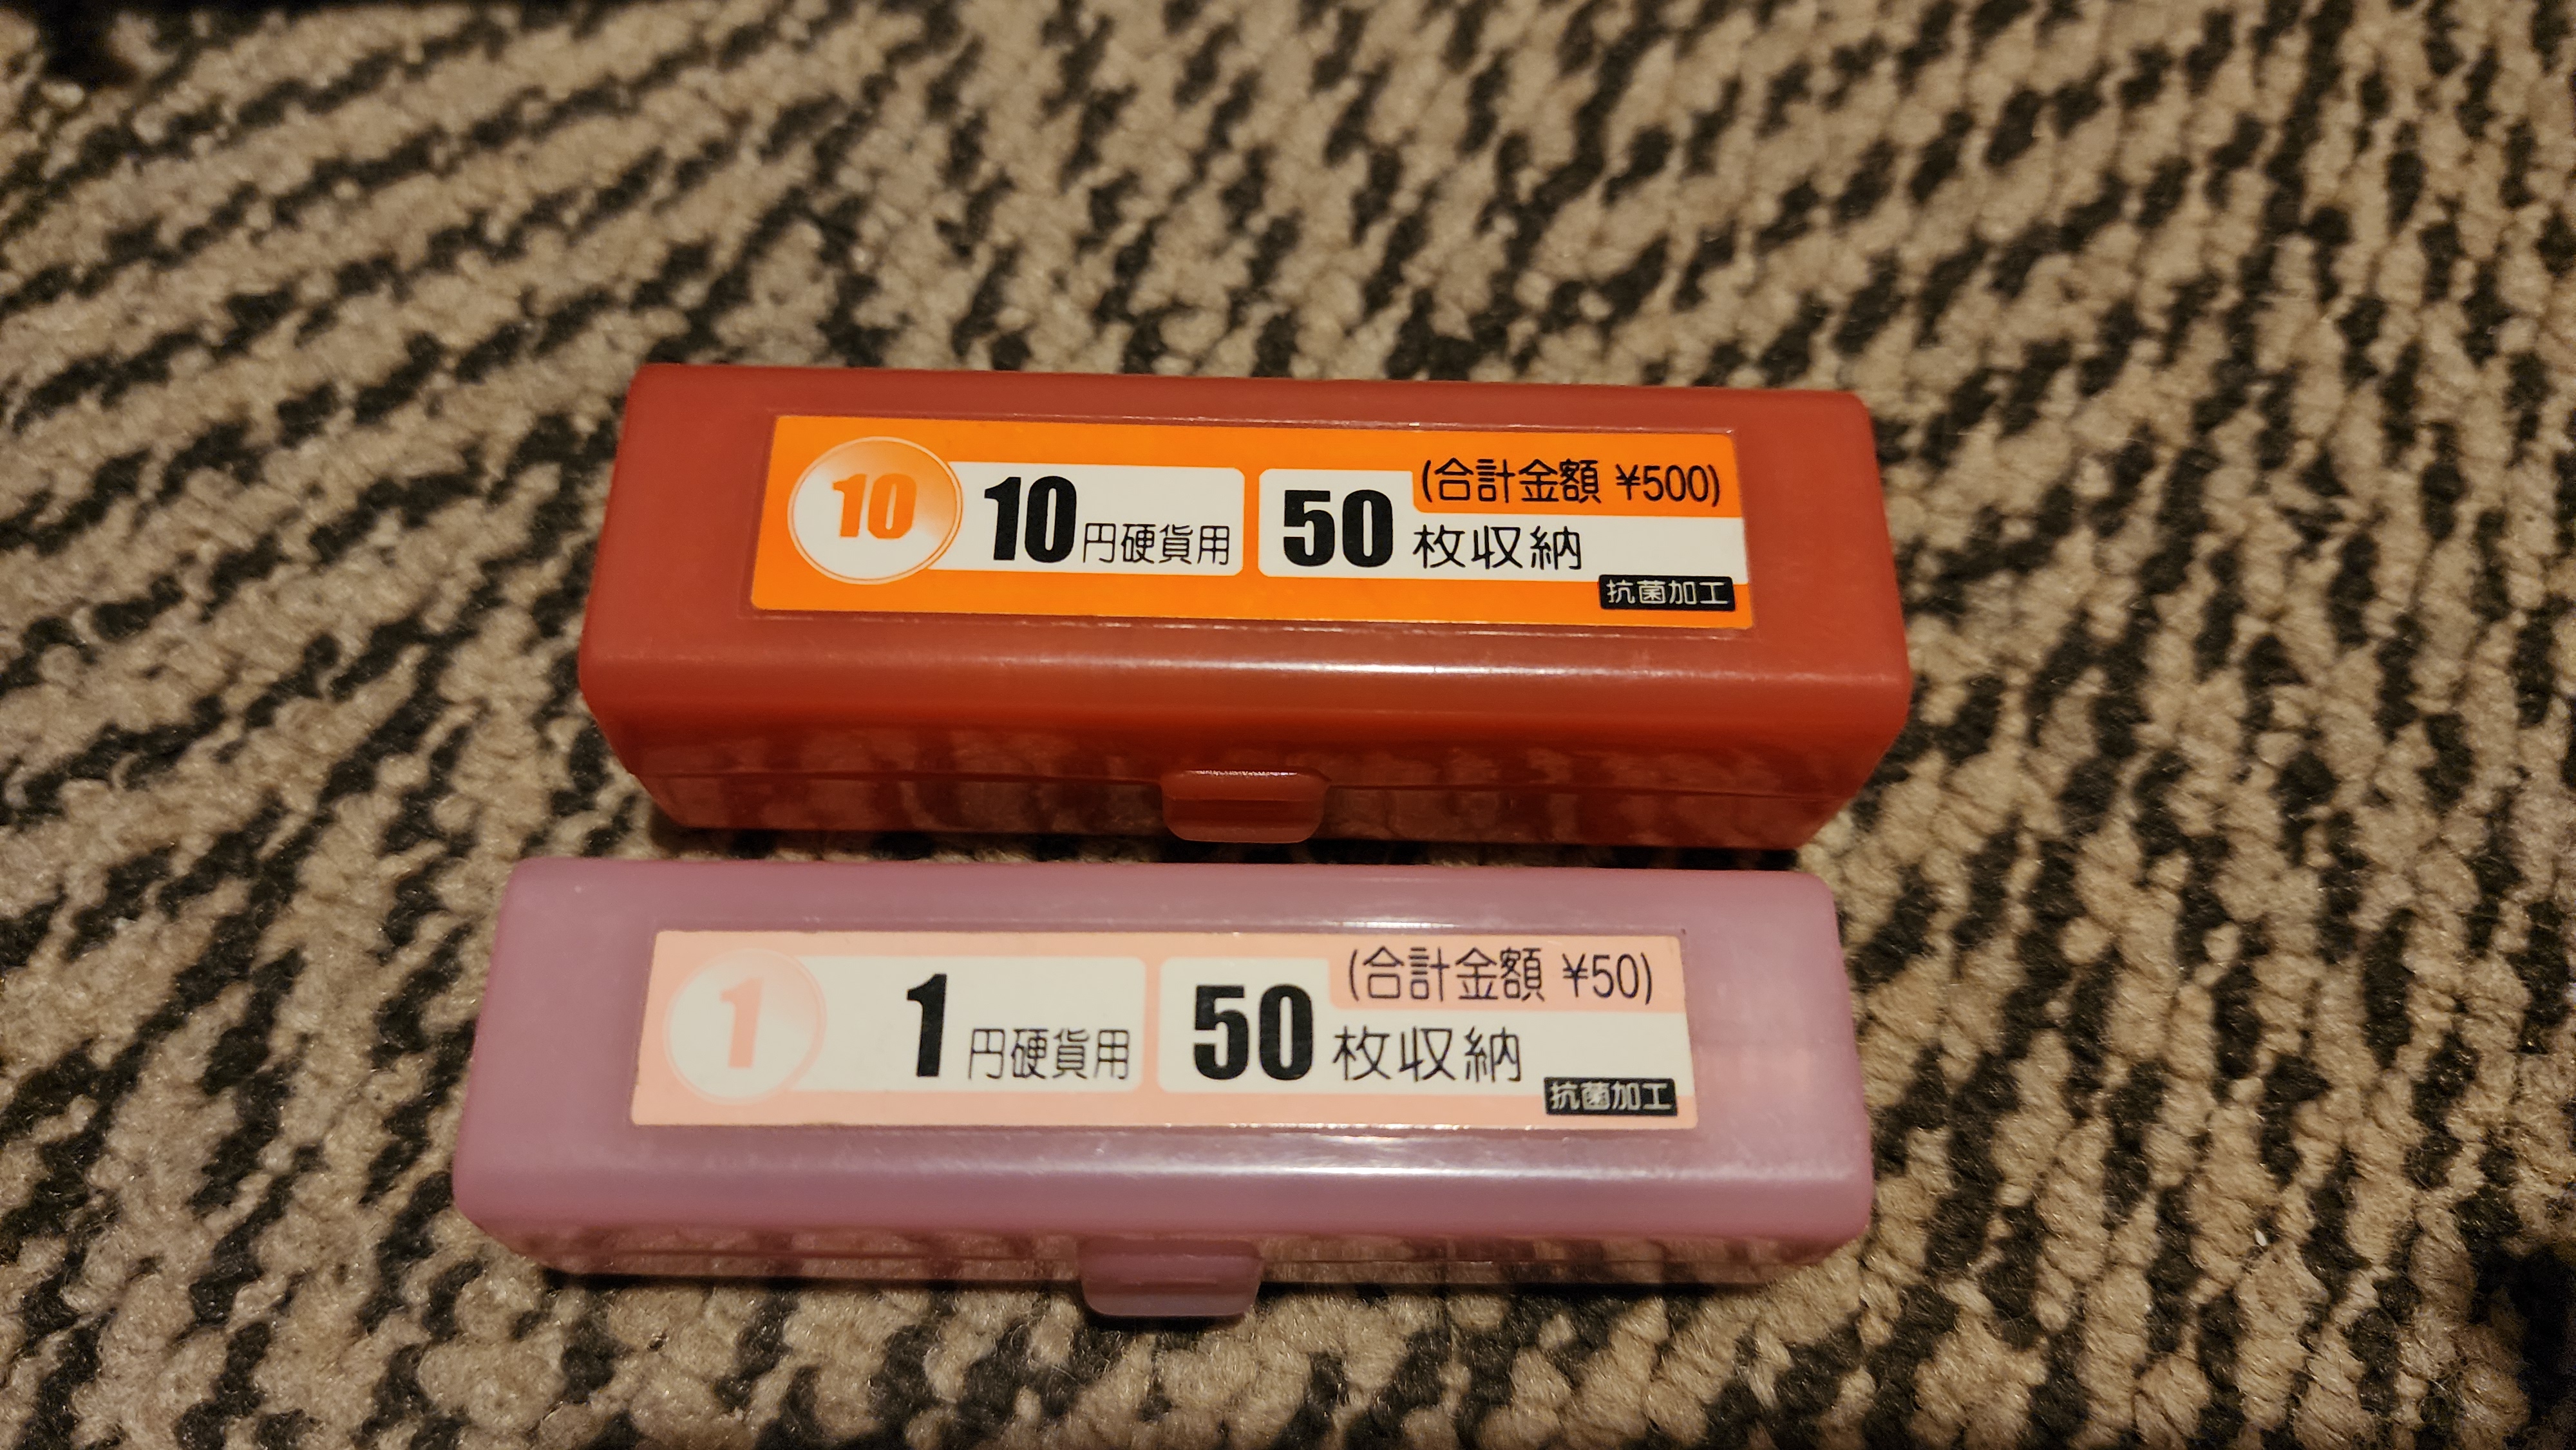 10 10円硬貨用 50枚収納 (合計金額 ¥500)
抗菌加工
1 1円硬貨用 50枚収納 (合計金額 ¥50)
抗菌加工